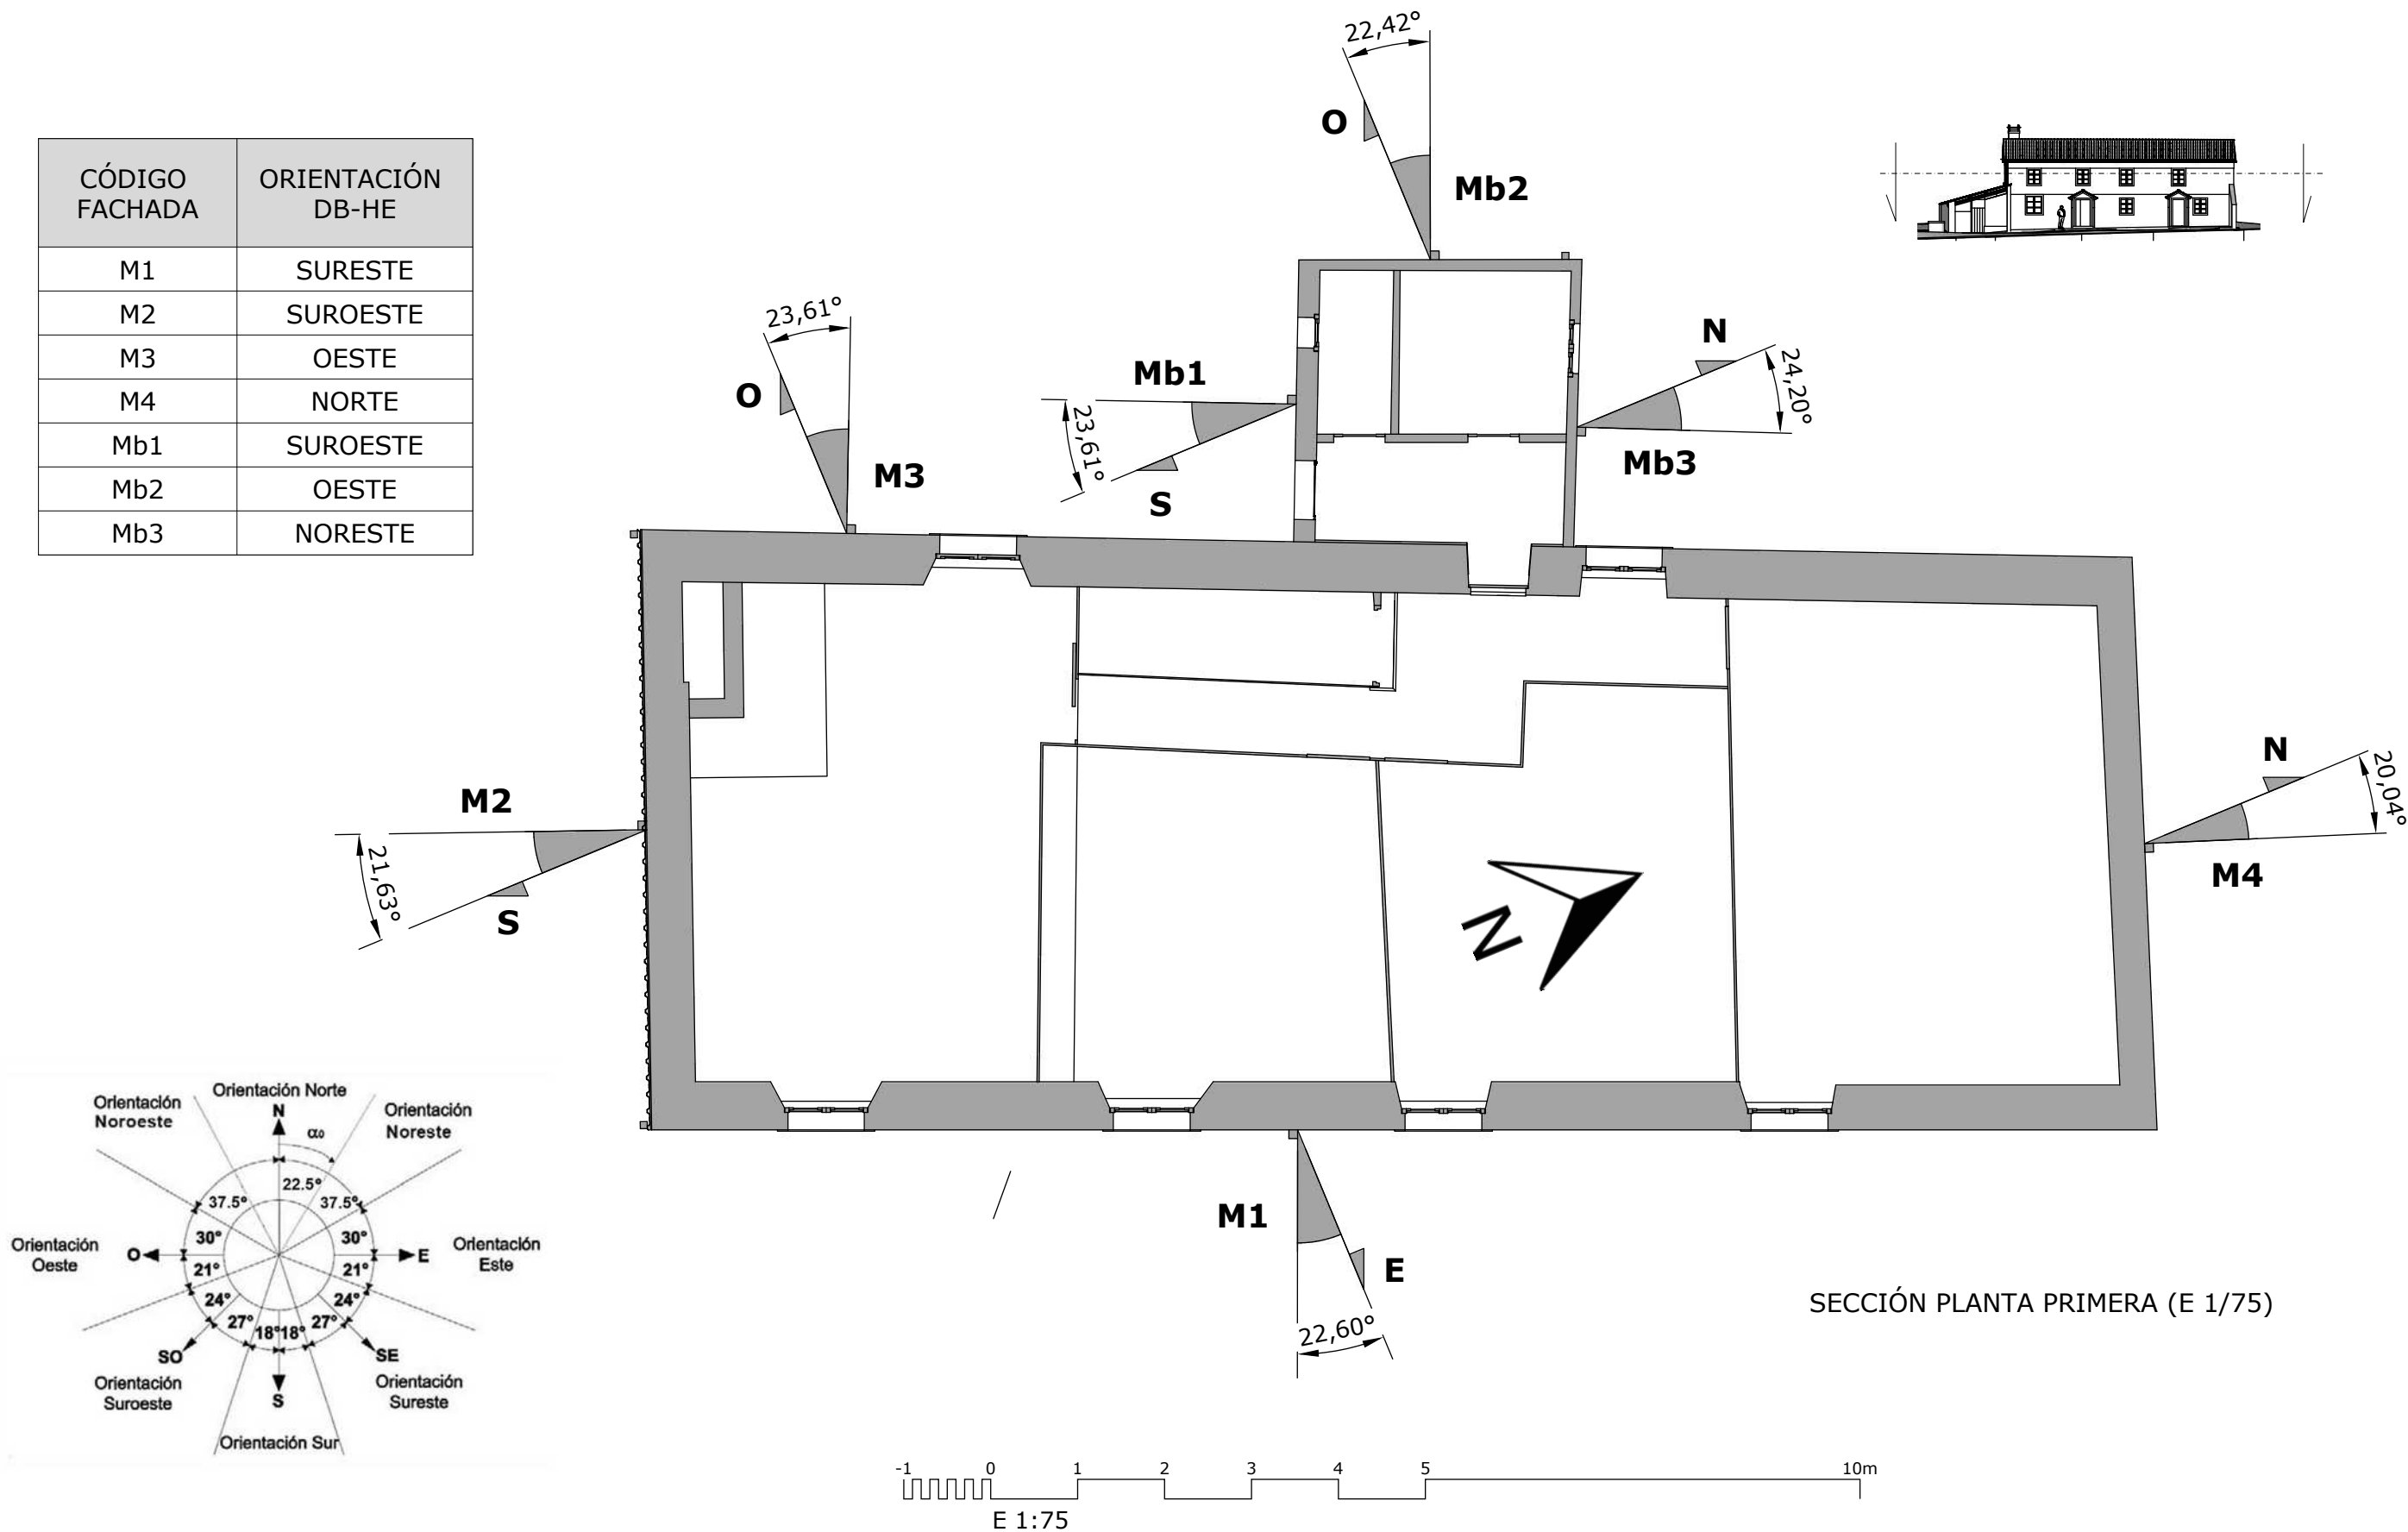 CÓDIGO FACHADA
ORIENTACIÓN DB-HE
M1 SURESTE
M2 SUROESTE
M3 OESTE
M4 NORTE
Mb1 SUROESTE
Mb2 OESTE
Mb3 NORESTE
22,42°
O
Mb2
23,61°
O
M3
Mb1
23,61°
S
N
24,20°
Mb3
M2
21,63°
S
N
20,04°
M4
N
M1
E
22,60°
SECCIÓN PLANTA PRIMERA (E 1/75)
Orientación Norte
N
α₀
Orientación
Noroeste
Orientación
Noreste
22.5°
37.5° 37.5°
30° 30°
Orientación
Oeste
O E
Orientación
Este
21° 21°
24° 24°
27° 18° 18° 27°
SO SE
Orientación
Suroeste
S
Orientación
Sureste
Orientación Sur
-1 0 1 2 3 4 5 10m
E 1:75